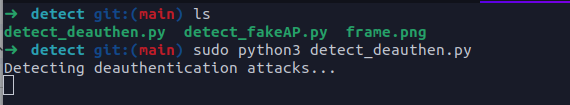 ➜ detect git:(main) ls
detect_deauthen.py detect_fakeAP.py frame.png
➜ detect git:(main) sudo python3 detect_deauthen.py
Detecting deauthentication attacks...